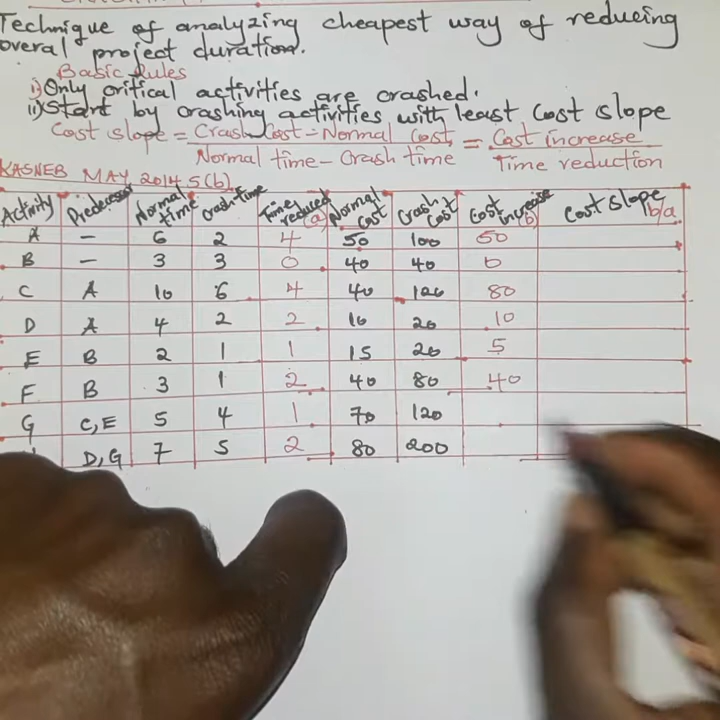 Technique of analyzing cheapest way of reducing
overal project duration.
Basic Rules
i) Only critical activities are crashed.
ii) Start by crashing activities with least cost slope
Cost slope = Crash Cost - Normal Cost = Cost increase
Normal time - Crash time Time reduction
KASNEB MAY 2014 5(b)
Activity Predecessor Normal time Crash Time Time reduced (a) Normal Cost Crash Cost Cost increase (b) Cost Slope b/a
A - 6 2 4 50 100 50
B - 3 3 0 40 40 0
C A 10 6 4 40 120 80
D A 4 2 2 10 20 10
E B 2 1 1 15 20 5
F B 3 1 2 40 80 40
G C,E 5 4 1 70 120
D,G 7 5 2 80 200